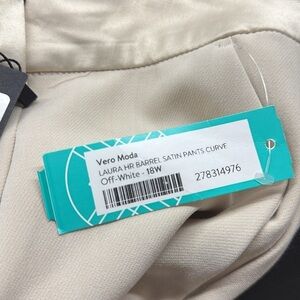 Vero Moda
LAURA HR BARREL SATIN PANTS CURVE
Off-White - 18W
278314976